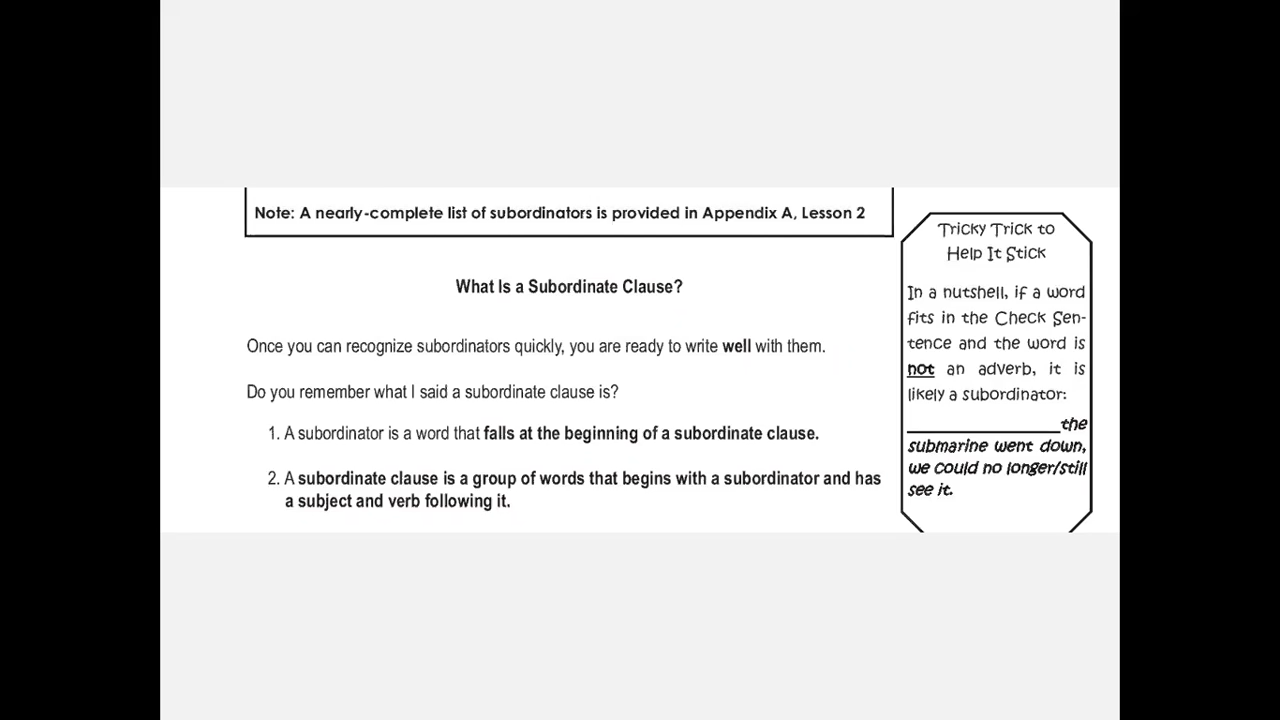 Note: A nearly-complete list of subordinators is provided in Appendix A, Lesson 2
What Is a Subordinate Clause?
Once you can recognize subordinators quickly, you are ready to write well with them.
Do you remember what I said a subordinate clause is?
1. A subordinator is a word that falls at the beginning of a subordinate clause.
2. A subordinate clause is a group of words that begins with a subordinator and has
a subject and verb following it.
Tricky Trick to
Help It Stick
In a nutshell, if a word
fits in the Check Sen-
tence and the word is
not an adverb, it is
likely a subordinator:
____________________the
submarine went down,
we could no longer/still
see it.